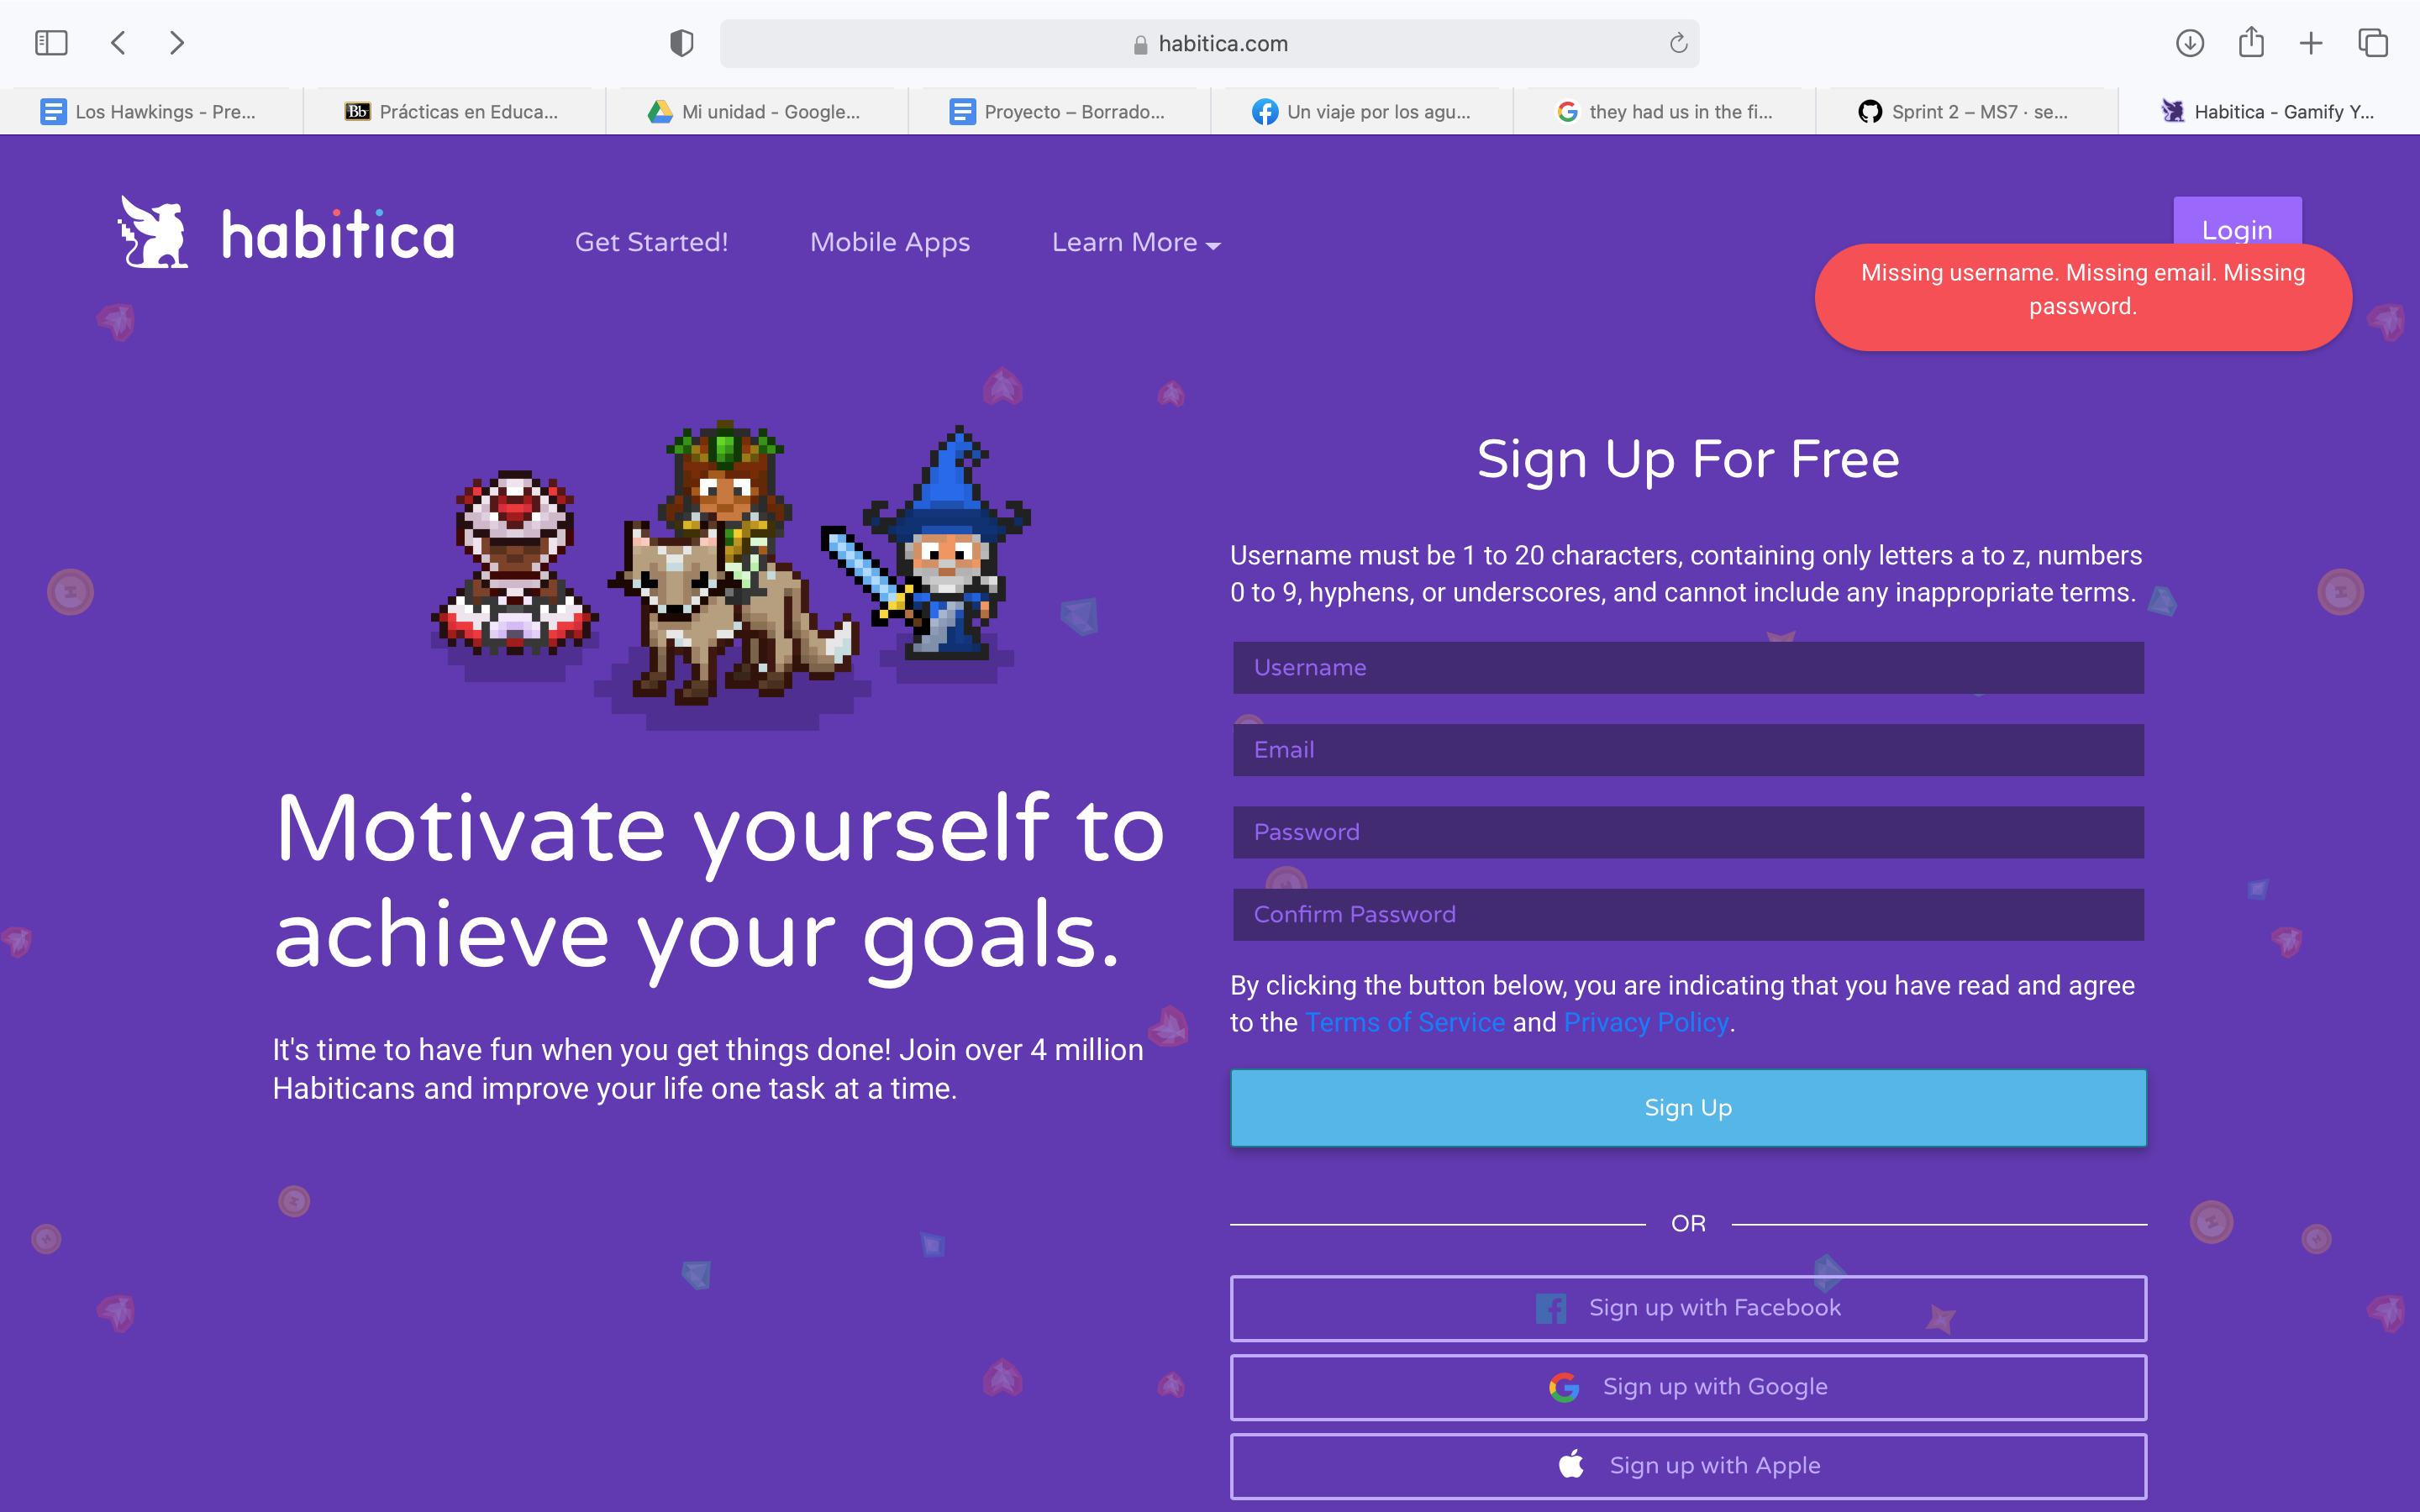 habitica.com
Los Hawkings - Pre...
Bb Prácticas en Educa...
Mi unidad - Google...
Proyecto – Borrado...
Un viaje por los agu...
they had us in the fi...
Sprint 2 – MS7 · se...
Habitica - Gamify Y...
habitica
Get Started!
Mobile Apps
Learn More
Login
Missing username. Missing email. Missing
password.
Motivate yourself to
achieve your goals.
It's time to have fun when you get things done! Join over 4 million
Habiticans and improve your life one task at a time.
Sign Up For Free
Username must be 1 to 20 characters, containing only letters a to z, numbers
0 to 9, hyphens, or underscores, and cannot include any inappropriate terms.
Username
Email
Password
Confirm Password
By clicking the button below, you are indicating that you have read and agree
to the Terms of Service and Privacy Policy.
Sign Up
OR
Sign up with Facebook
Sign up with Google
Sign up with Apple